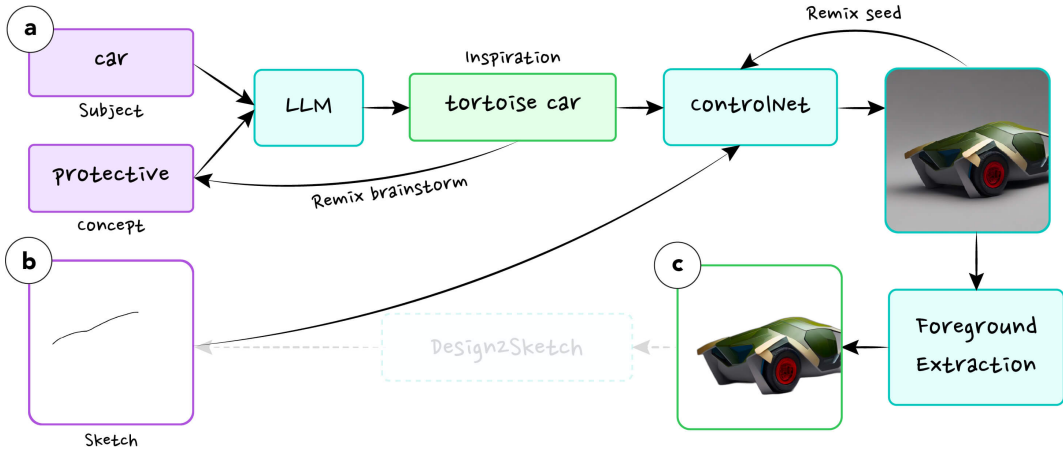 a
car
Subject
protective
concept
LLM
Inspiration
tortoise car
Remix brainstorm
controlNet
Remix seed
b
Sketch
Design2Sketch
c
Foreground
Extraction